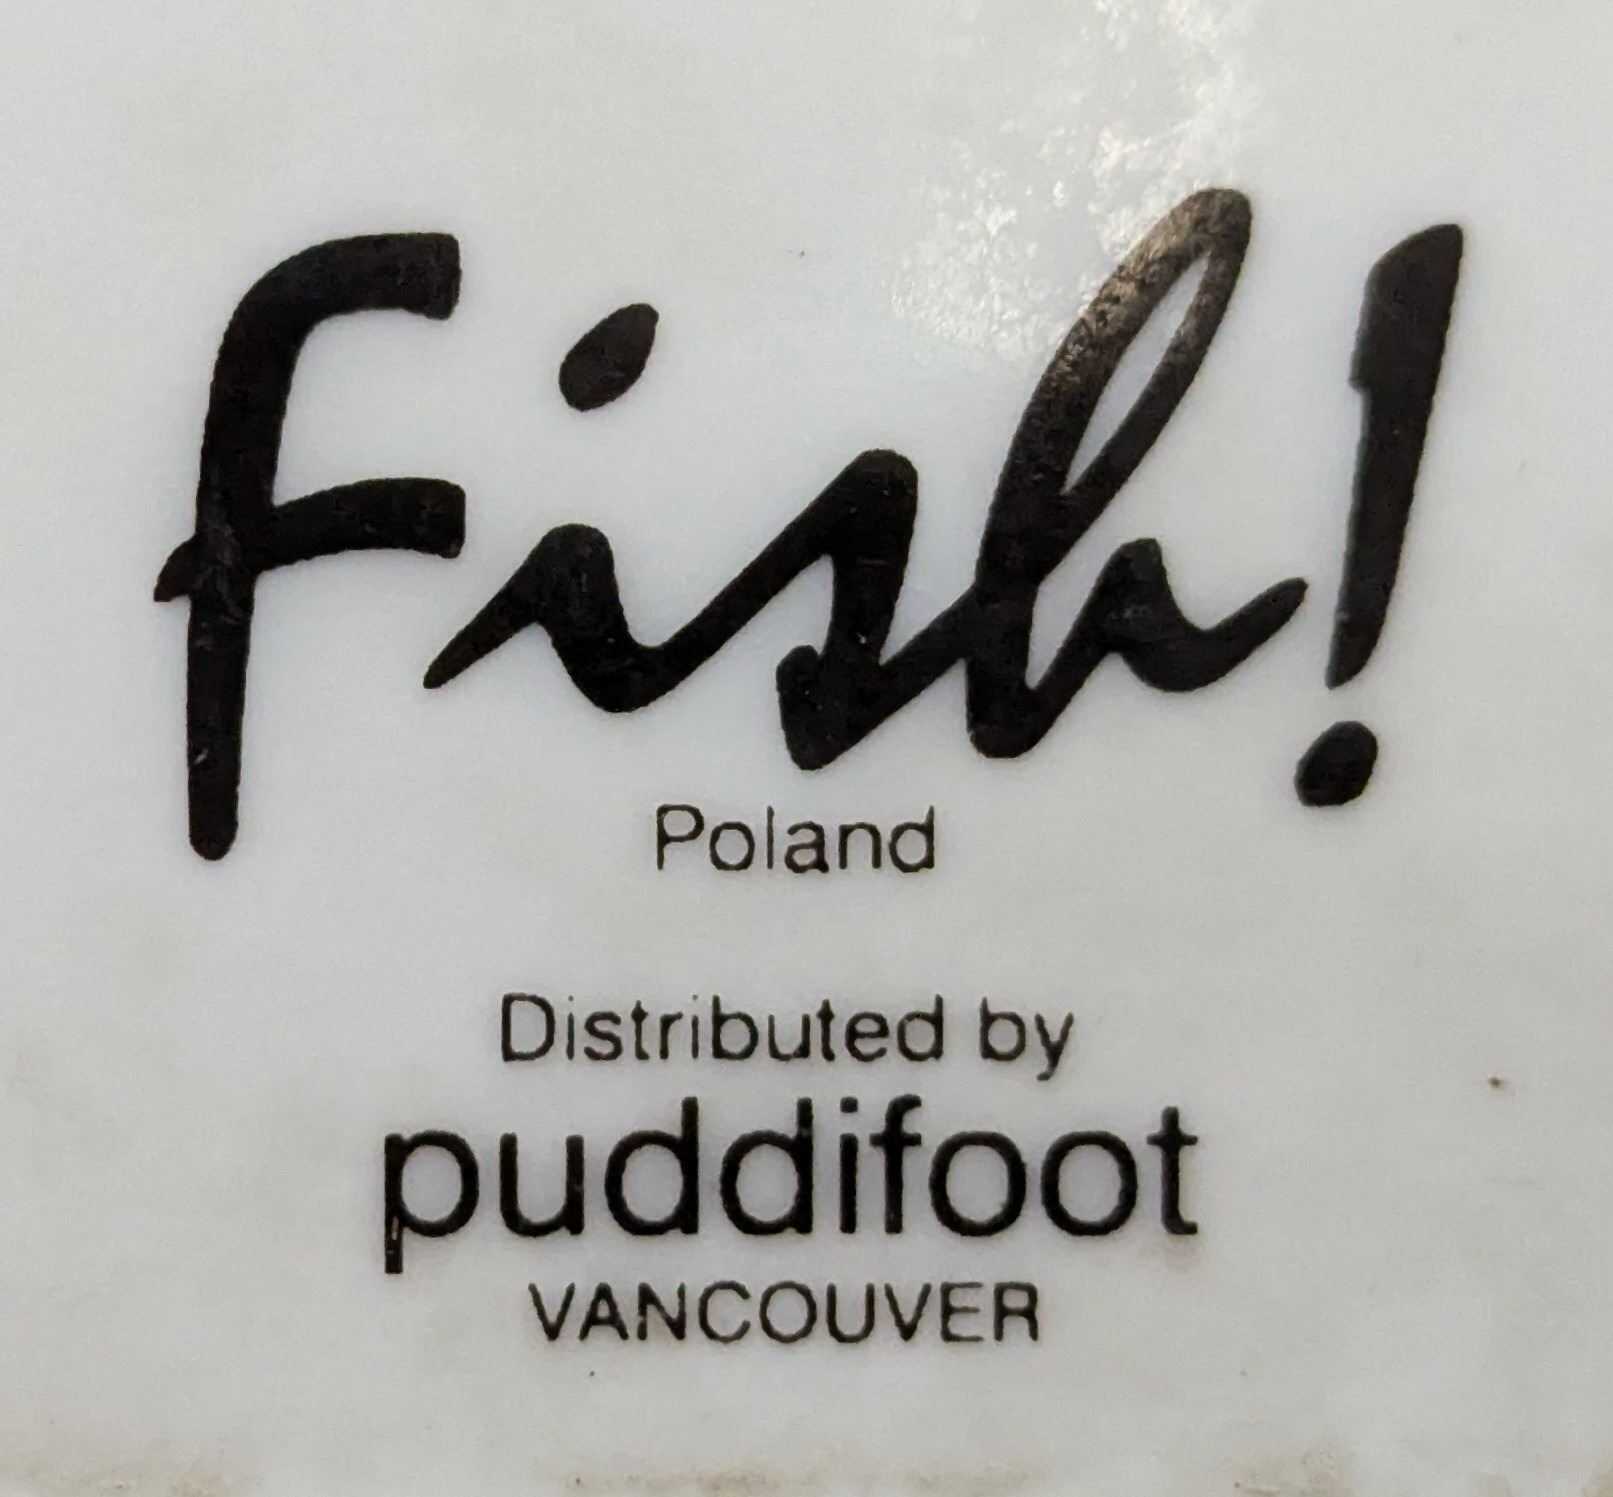 Fish!
Poland
Distributed by
puddifoot
VANCOUVER